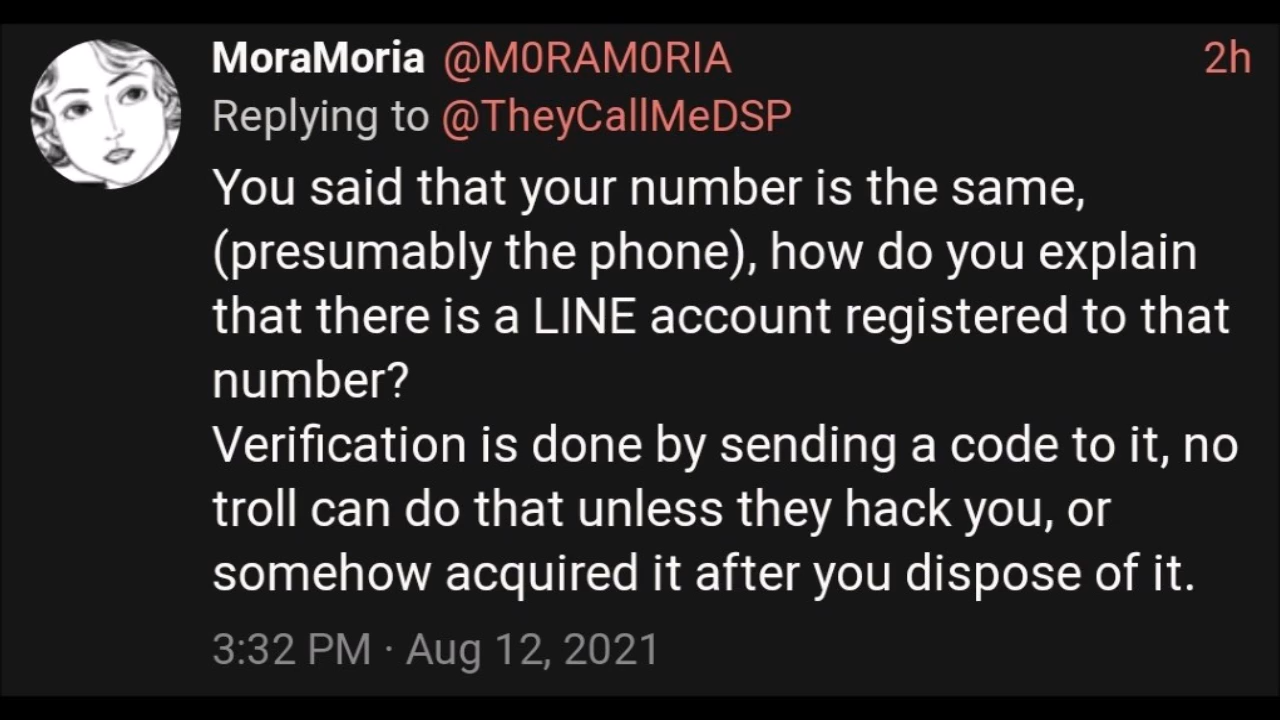 MoraMoria @M0RAM0RIA 2h
Replying to @TheyCallMeDSP
You said that your number is the same,
(presumably the phone), how do you explain
that there is a LINE account registered to that
number?
Verification is done by sending a code to it, no
troll can do that unless they hack you, or
somehow acquired it after you dispose of it.
3:32 PM · Aug 12, 2021